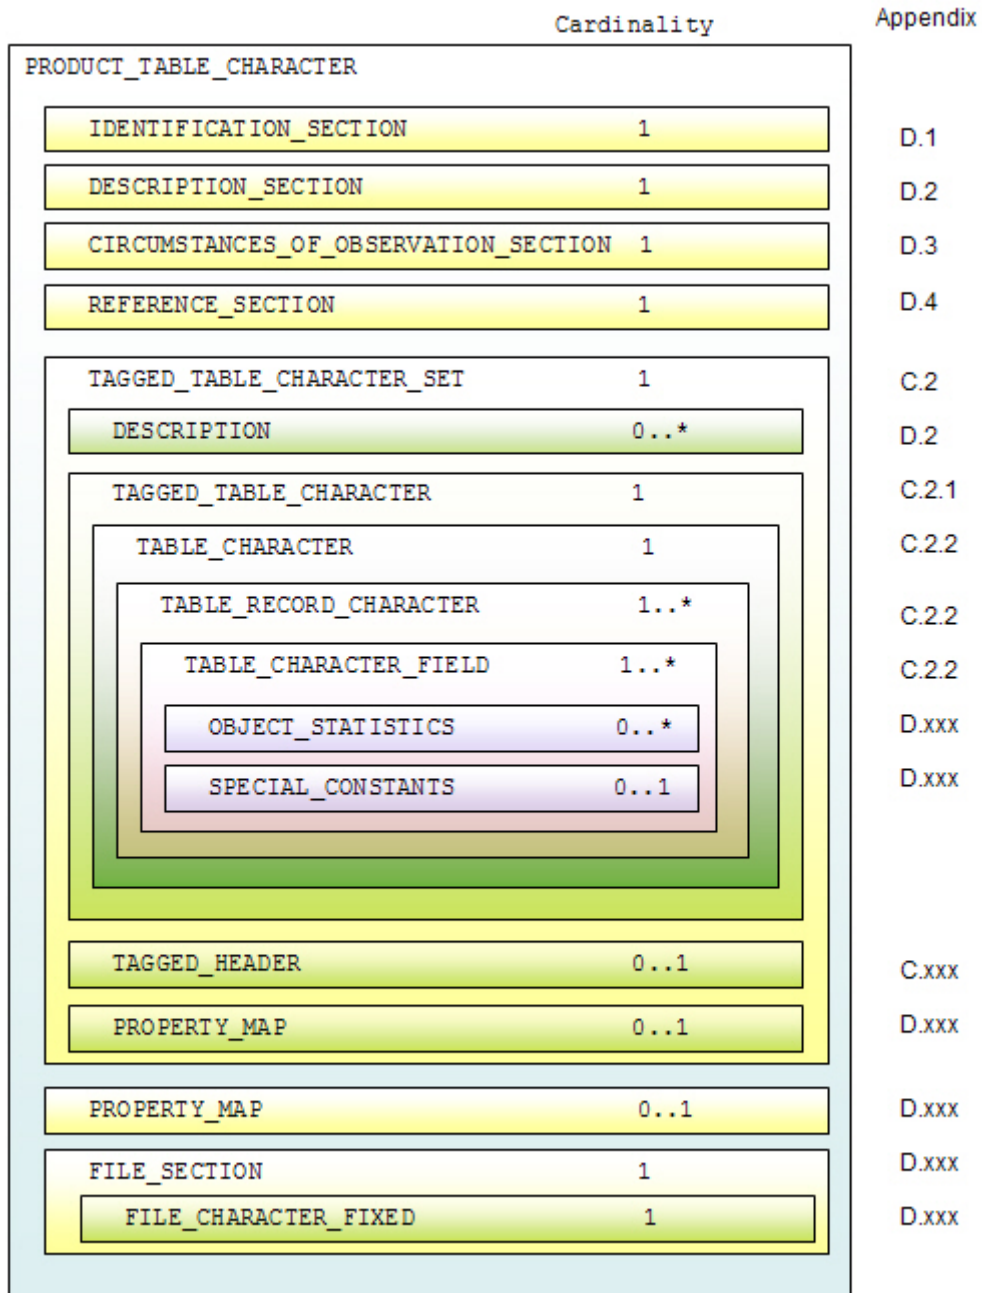 Cardinality Appendix
PRODUCT_TABLE_CHARACTER
IDENTIFICATION_SECTION 1 D.1
DESCRIPTION_SECTION 1 D.2
CIRCUMSTANCES_OF_OBSERVATION_SECTION 1 D.3
REFERENCE_SECTION 1 D.4
TAGGED_TABLE_CHARACTER_SET 1 C.2
DESCRIPTION 0..* D.2
TAGGED_TABLE_CHARACTER 1 C.2.1
TABLE_CHARACTER 1 C.2.2
TABLE_RECORD_CHARACTER 1..* C.2.2
TABLE_CHARACTER_FIELD 1..* C.2.2
OBJECT_STATISTICS 0..* D.xxx
SPECIAL_CONSTANTS 0..1 D.xxx
TAGGED_HEADER 0..1 C.xxx
PROPERTY_MAP 0..1 D.xxx
PROPERTY_MAP 0..1 D.xxx
FILE_SECTION 1 D.xxx
FILE_CHARACTER_FIXED 1 D.xxx